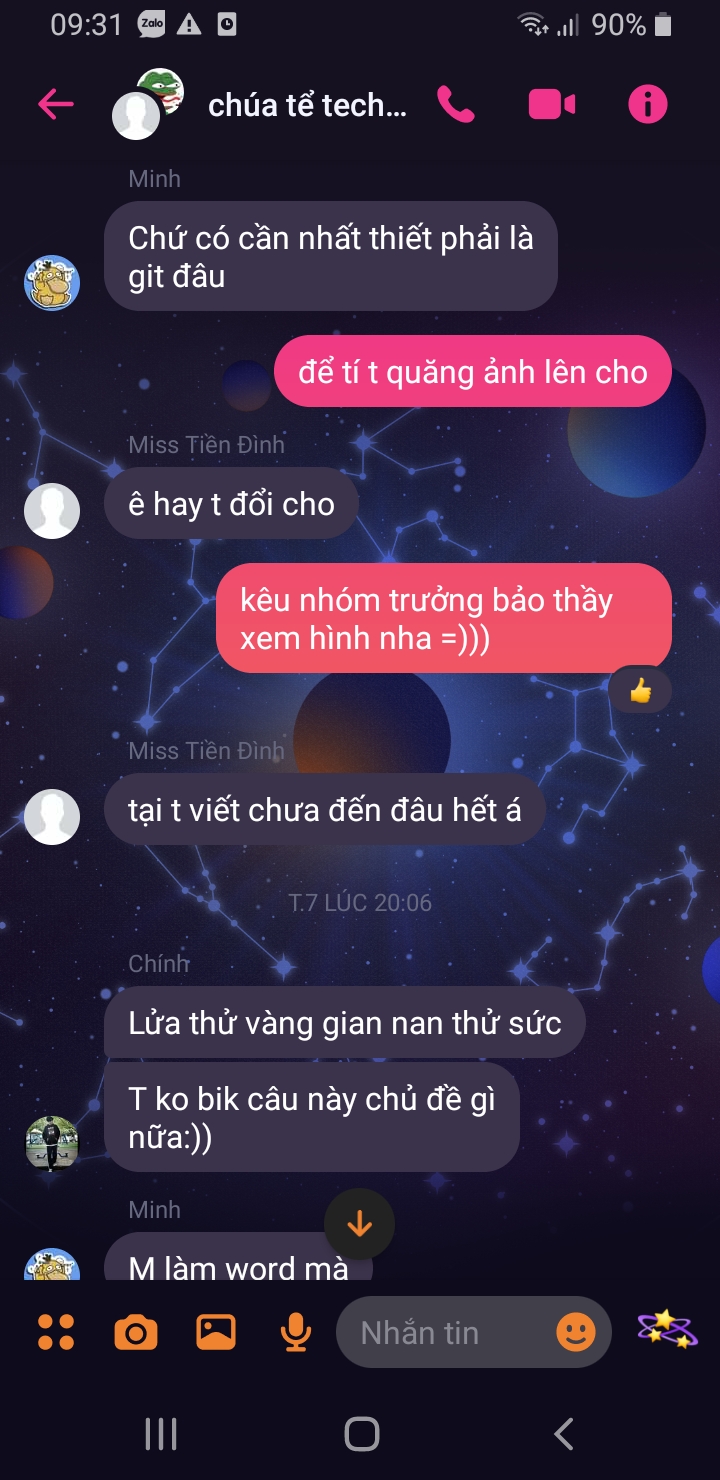 09:31 Zalo 90%
chúa tể tech...
Minh
Chứ có cần nhất thiết phải là
git đâu
để tí t quăng ảnh lên cho
Miss Tiền Đình
ê hay t đổi cho
kêu nhóm trưởng bảo thầy
xem hình nha =)))
Miss Tiền Đình
tại t viết chưa đến đâu hết á
T.7 LÚC 20:06
Chính
Lửa thử vàng gian nan thử sức
T ko bik câu này chủ đề gì
nữa:))
Minh
M làm word mà
Nhắn tin